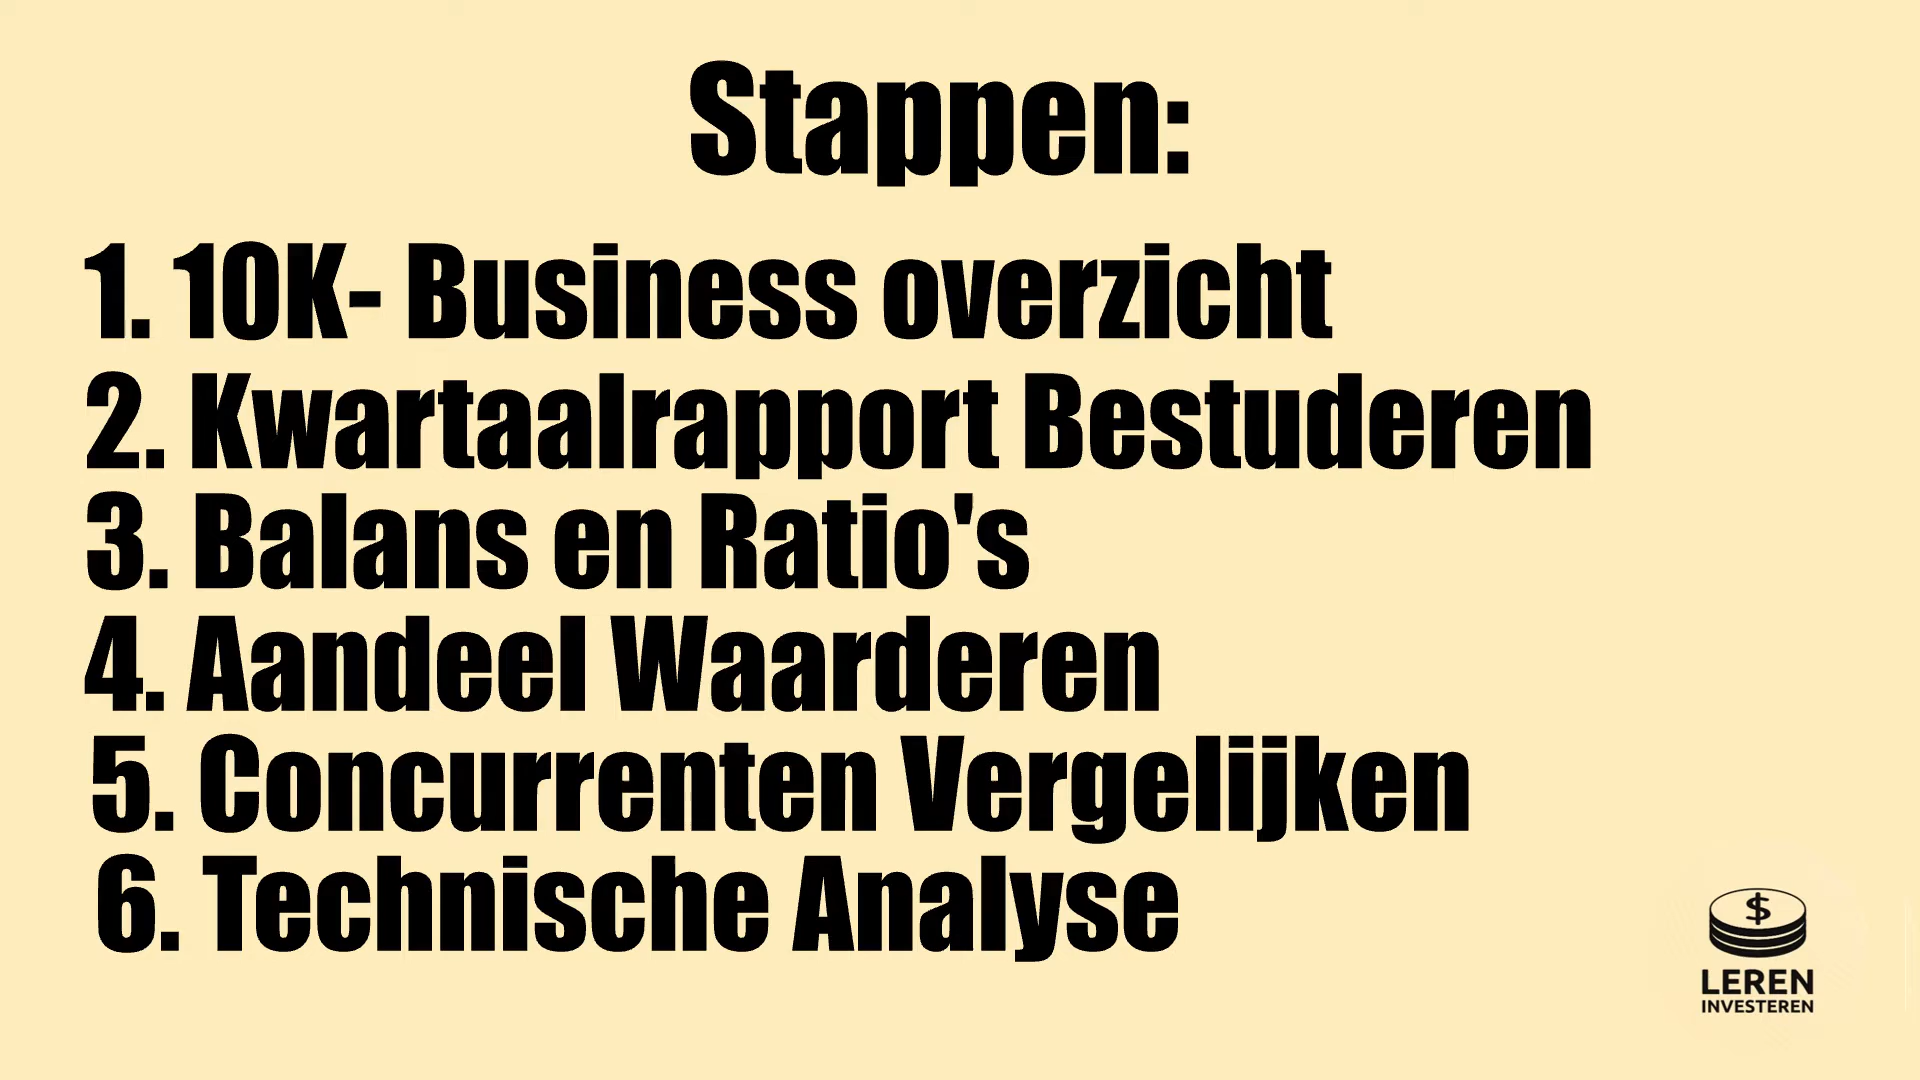 Stappen:
1. 10K- Business overzicht
2. Kwartaalrapport Bestuderen
3. Balans en Ratio's
4. Aandeel Waarderen
5. Concurrenten Vergelijken
6. Technische Analyse
$
LEREN
INVESTEREN